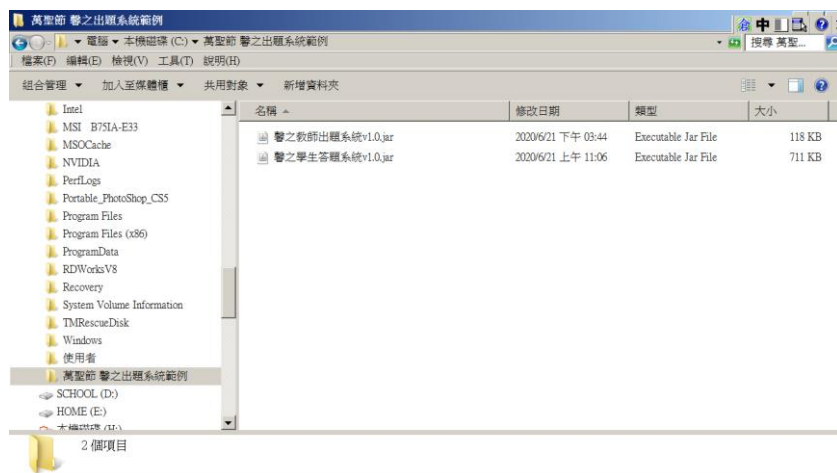 萬聖節 馨之出題系統範例
倉 中
電腦 ▾ 本機磁碟 (C:) ▾ 萬聖節 馨之出題系統範例
搜尋 萬聖...
檔案(F) 編輯(E) 檢視(V) 工具(T) 說明(H)
組合管理 ▾ 加入至媒體櫃 ▾ 共用對象 ▾ 新增資料夾
Intel
MSI B75IA-E33
MSOCache
NVIDIA
PerfLogs
Portable_PhotoShop_CS5
Program Files
Program Files (x86)
ProgramData
RDWorksV8
Recovery
System Volume Information
TMRescueDisk
Windows
使用者
萬聖節 馨之出題系統範例
SCHOOL (D:)
HOME (E:)
本機磁碟 (H:)
名稱 修改日期 類型 大小
馨之教師出題系統v1.0.jar 2020/6/21 下午 03:44 Executable Jar File 118 KB
馨之學生答題系統v1.0.jar 2020/6/21 上午 11:06 Executable Jar File 711 KB
2 個項目